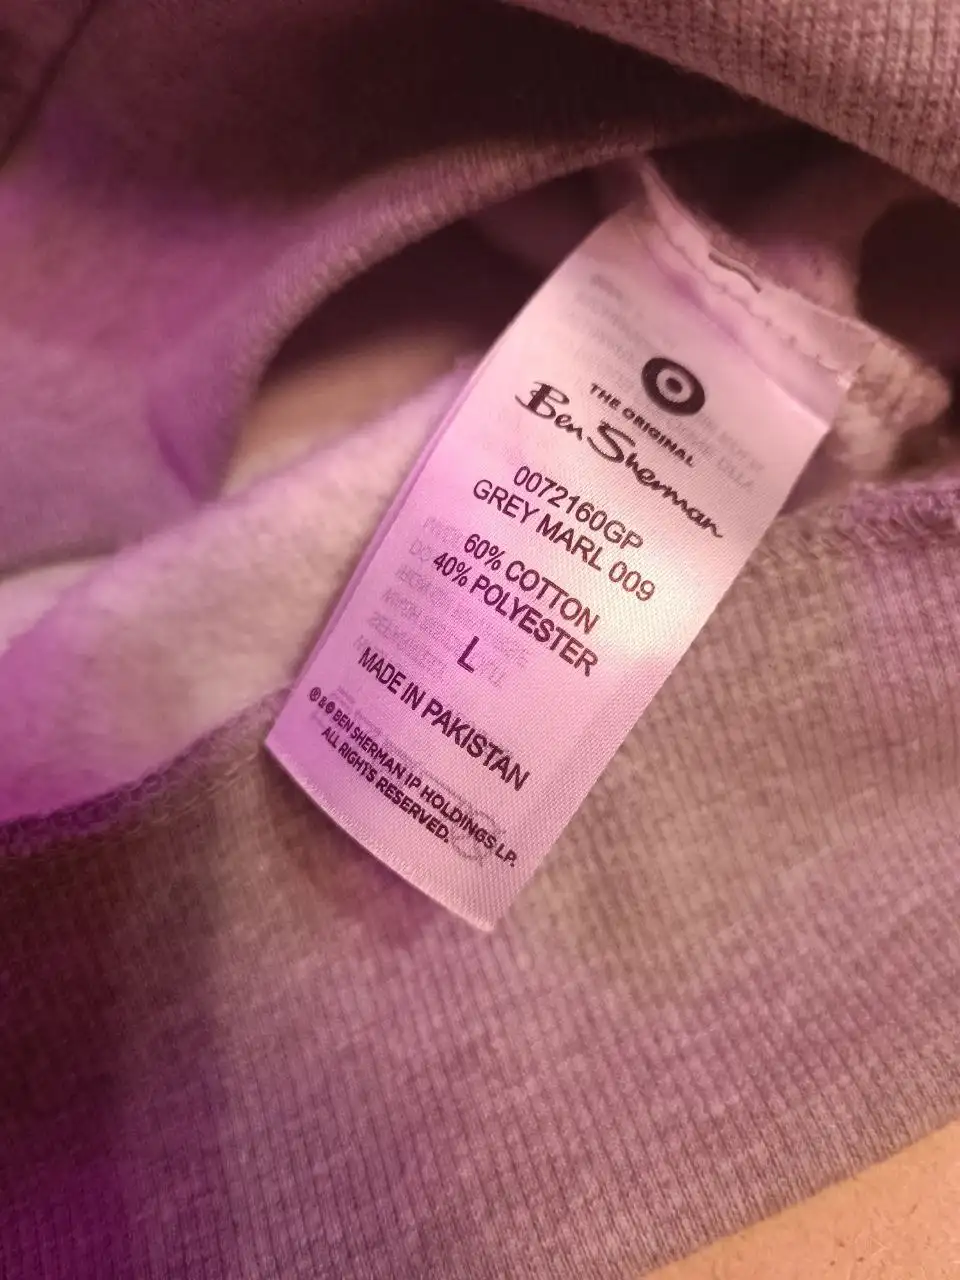 THE ORIGINAL
Ben Sherman
0072160GP
GREY MARL 009
60% COTTON
40% POLYESTER
L
MADE IN PAKISTAN
® & © BEN SHERMAN IP HOLDINGS LP.
ALL RIGHTS RESERVED.